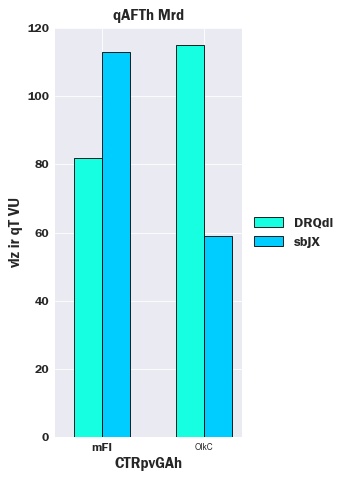 qAFTh Mrd
120
100
80
60
40
20
0
vlz ir qT VU
DRQdl
sbJX
mFI
OlkC
CTRpvGAh